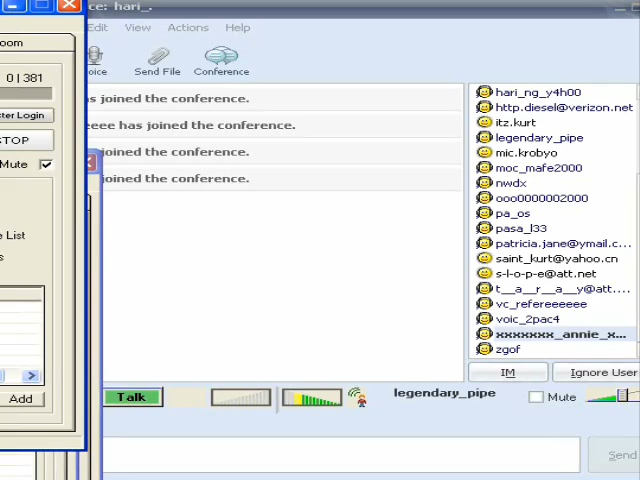 ce: hari_.
Edit View Actions Help
oice Send File Conference
oom
0 | 381
ter Login
TOP
Mute
e List
s
Add
as joined the conference.
eeee has joined the conference.
joined the conference.
joined the conference.
hari_ng_y4h00
http.diesel@verizon.net
itz.kurt
legendary_pipe
mic.krobyo
moc_mafe2000
nwdx
ooo0000002000
pa_os
pasa_l33
patricia.jane@ymail.c...
saint_kurt@yahoo.cn
s-l-o-p-e@att.net
t__a_r__a_y@att....
vc_refereeeeee
voic_2pac4
xxxxxxx_annie_x...
zgof
IM Ignore User
Talk legendary_pipe Mute
Send